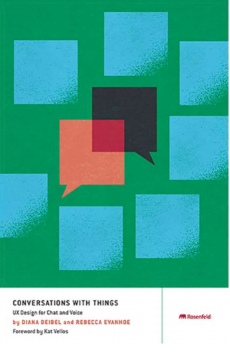 CONVERSATIONS WITH THINGS
UX Design for Chat and Voice
by DIANA DEIBEL and REBECCA EVANHOE
Foreword by Kat Vellos
Rosenfeld